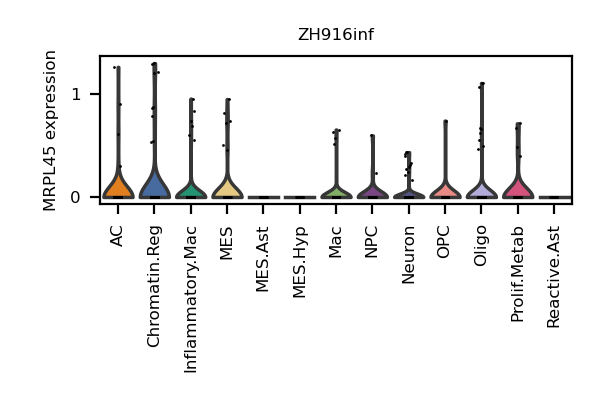 ZH916inf
MRPL45 expression
1
0
AC
Chromatin.Reg
Inflammatory.Mac
MES
MES.Ast
MES.Hyp
Mac
NPC
Neuron
OPC
Oligo
Prolif.Metab
Reactive.Ast